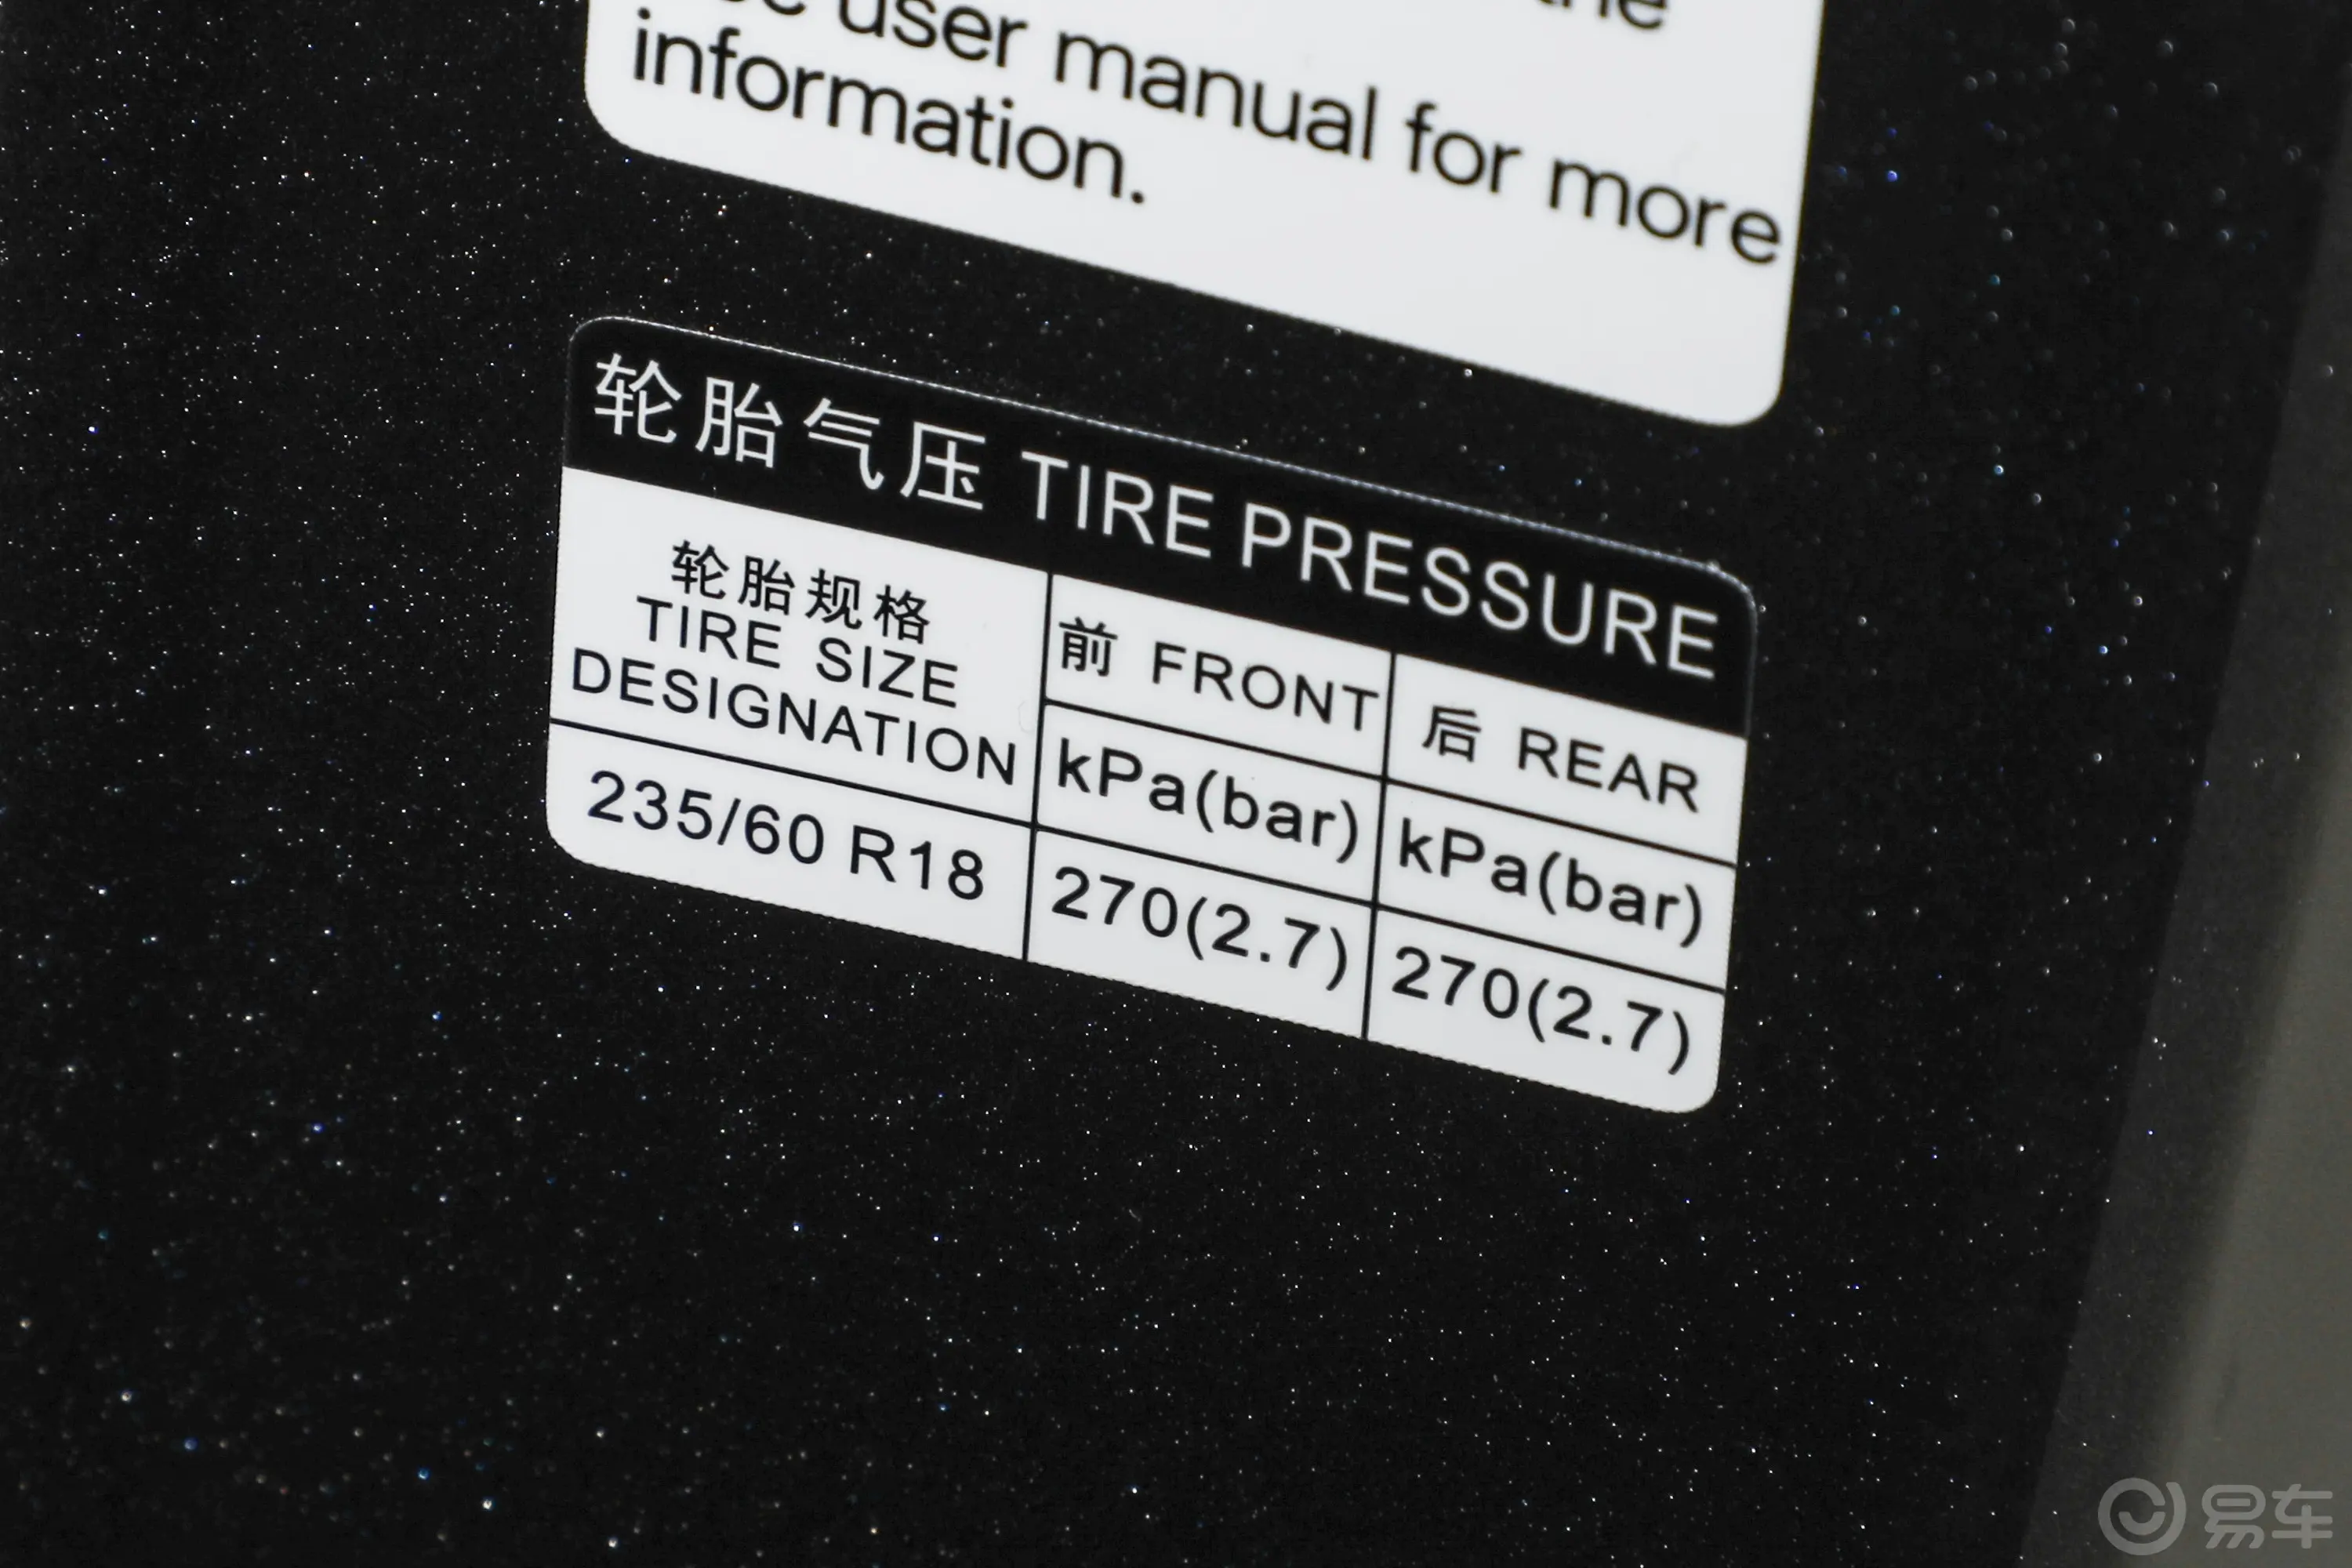 user manual for more
information.
轮胎气压 TIRE PRESSURE
轮胎规格
TIRE SIZE
DESIGNATION
前 FRONT
后 REAR
kPa(bar)
kPa(bar)
235/60 R18
270(2.7)
270(2.7)
易车